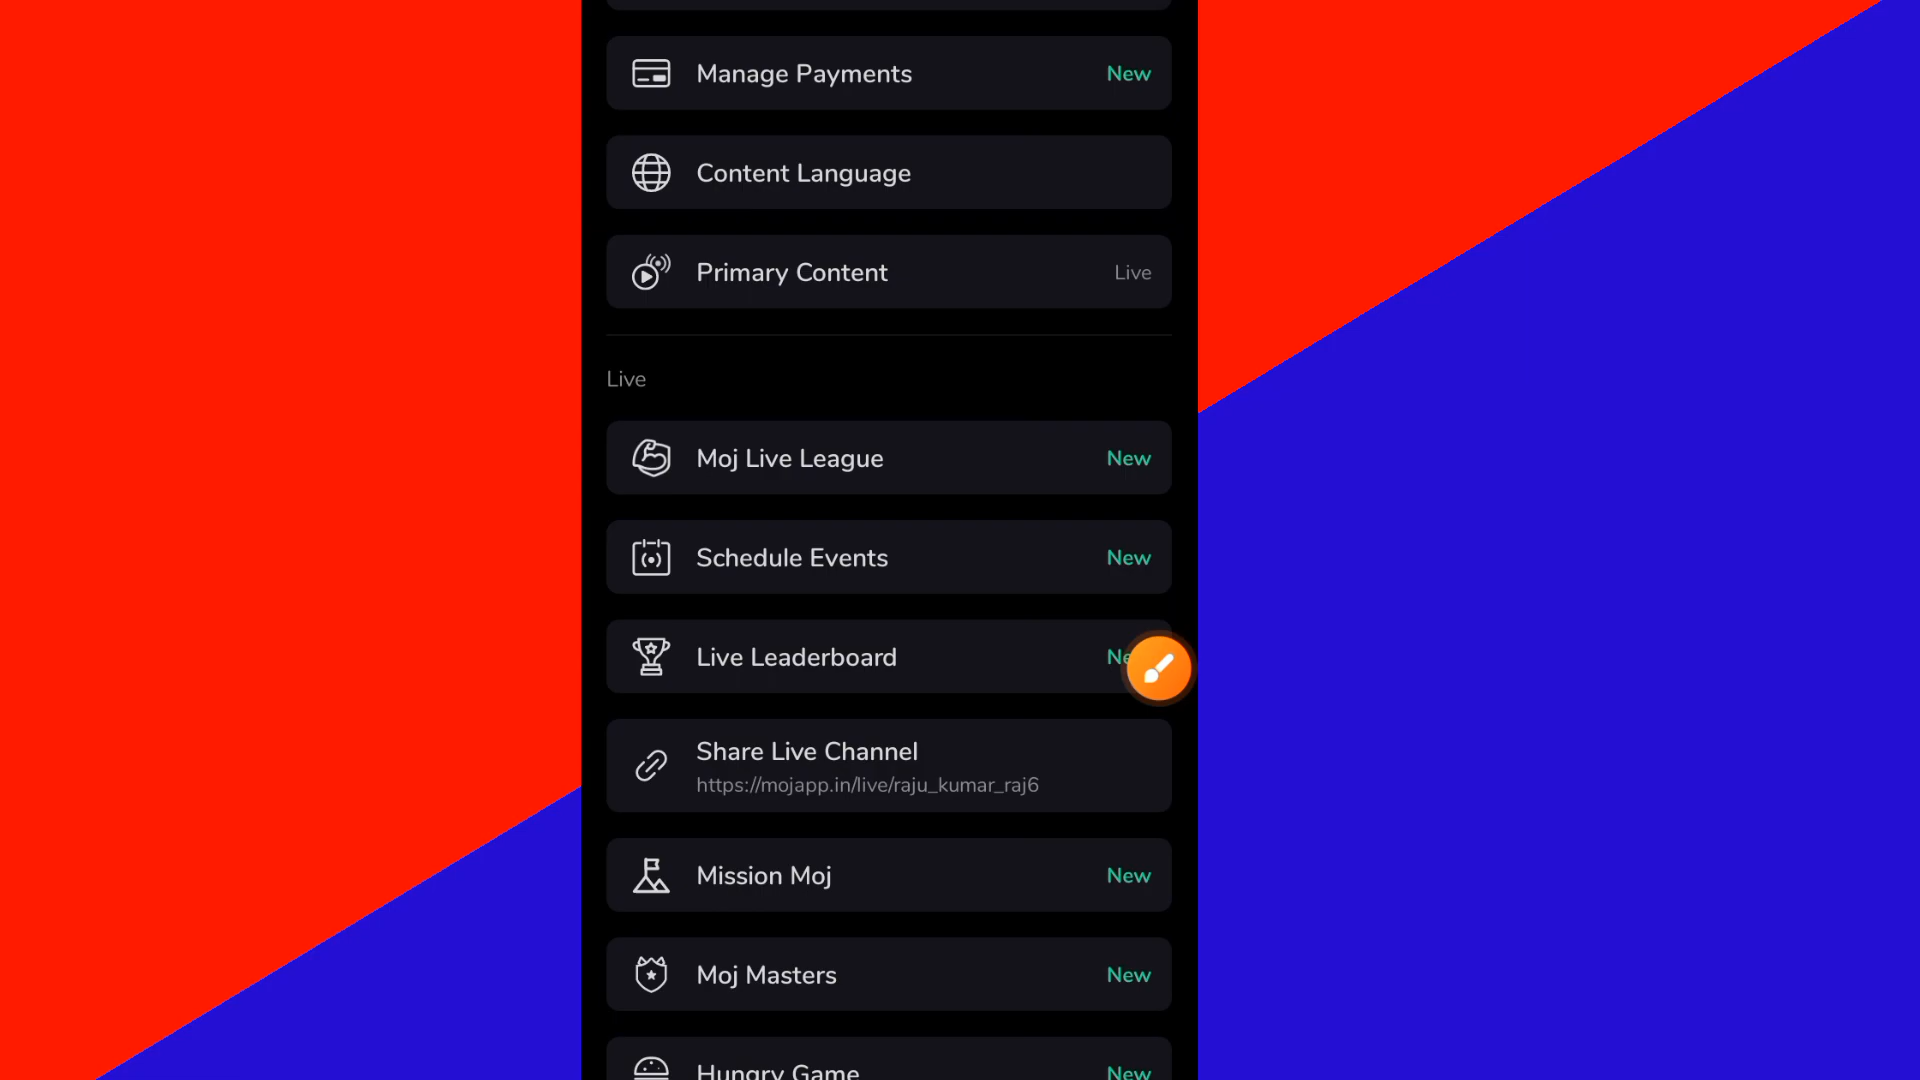 Manage Payments
New
Content Language
Primary Content
Live
Live
Moj Live League
New
Schedule Events
New
Live Leaderboard
Share Live Channel
https://mojapp.in/live/raju_kumar_raj6
Mission Moj
New
Moj Masters
New
Hungry Game
New